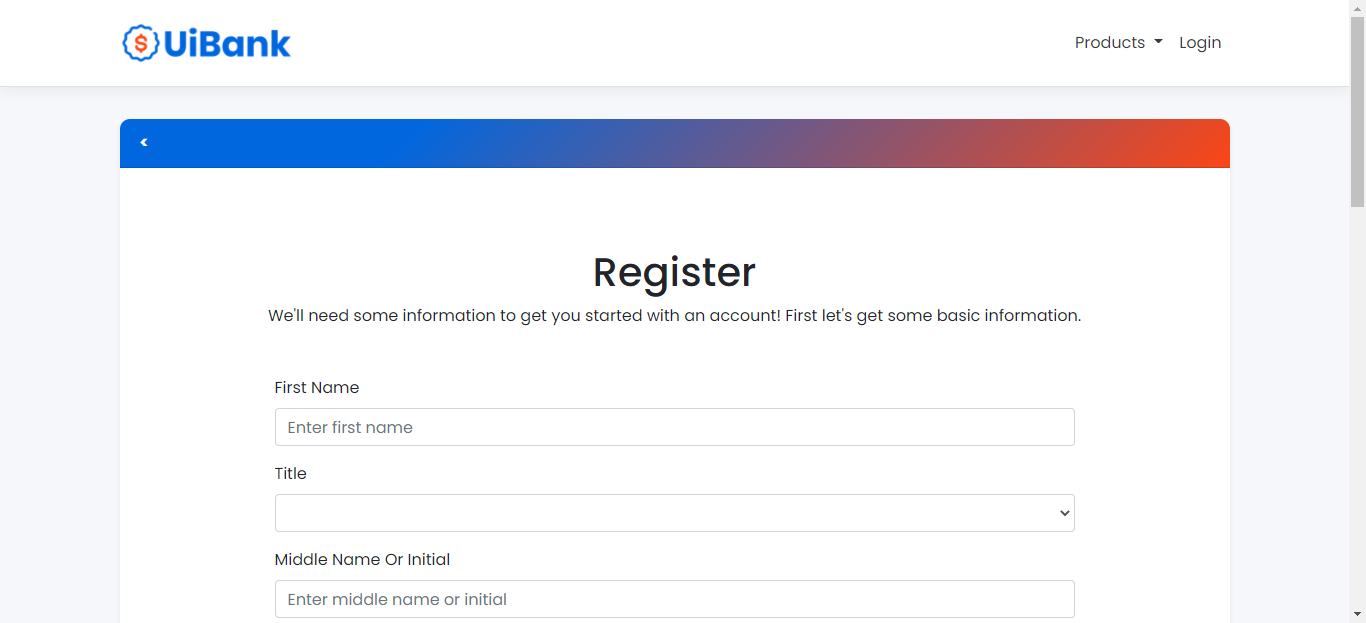 $ UiBank
Products Login
<
Register
We'll need some information to get you started with an account! First let's get some basic information.
First Name
Enter first name
Title
Middle Name Or Initial
Enter middle name or initial